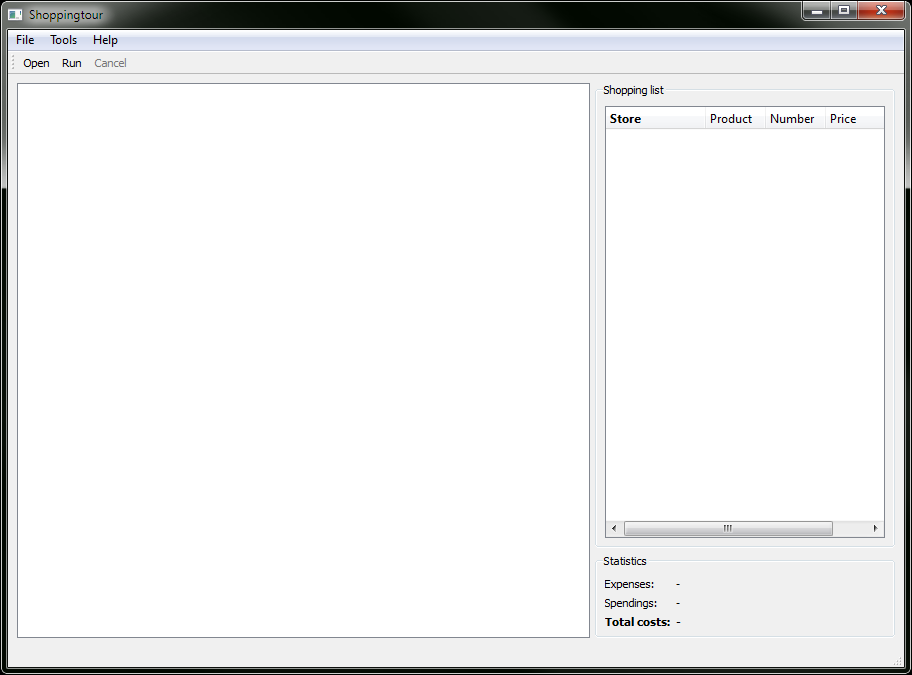 Shoppingtour
File Tools Help
Open Run Cancel
Shopping list
Store Product Number Price
Statistics
Expenses: -
Spendings: -
Total costs: -